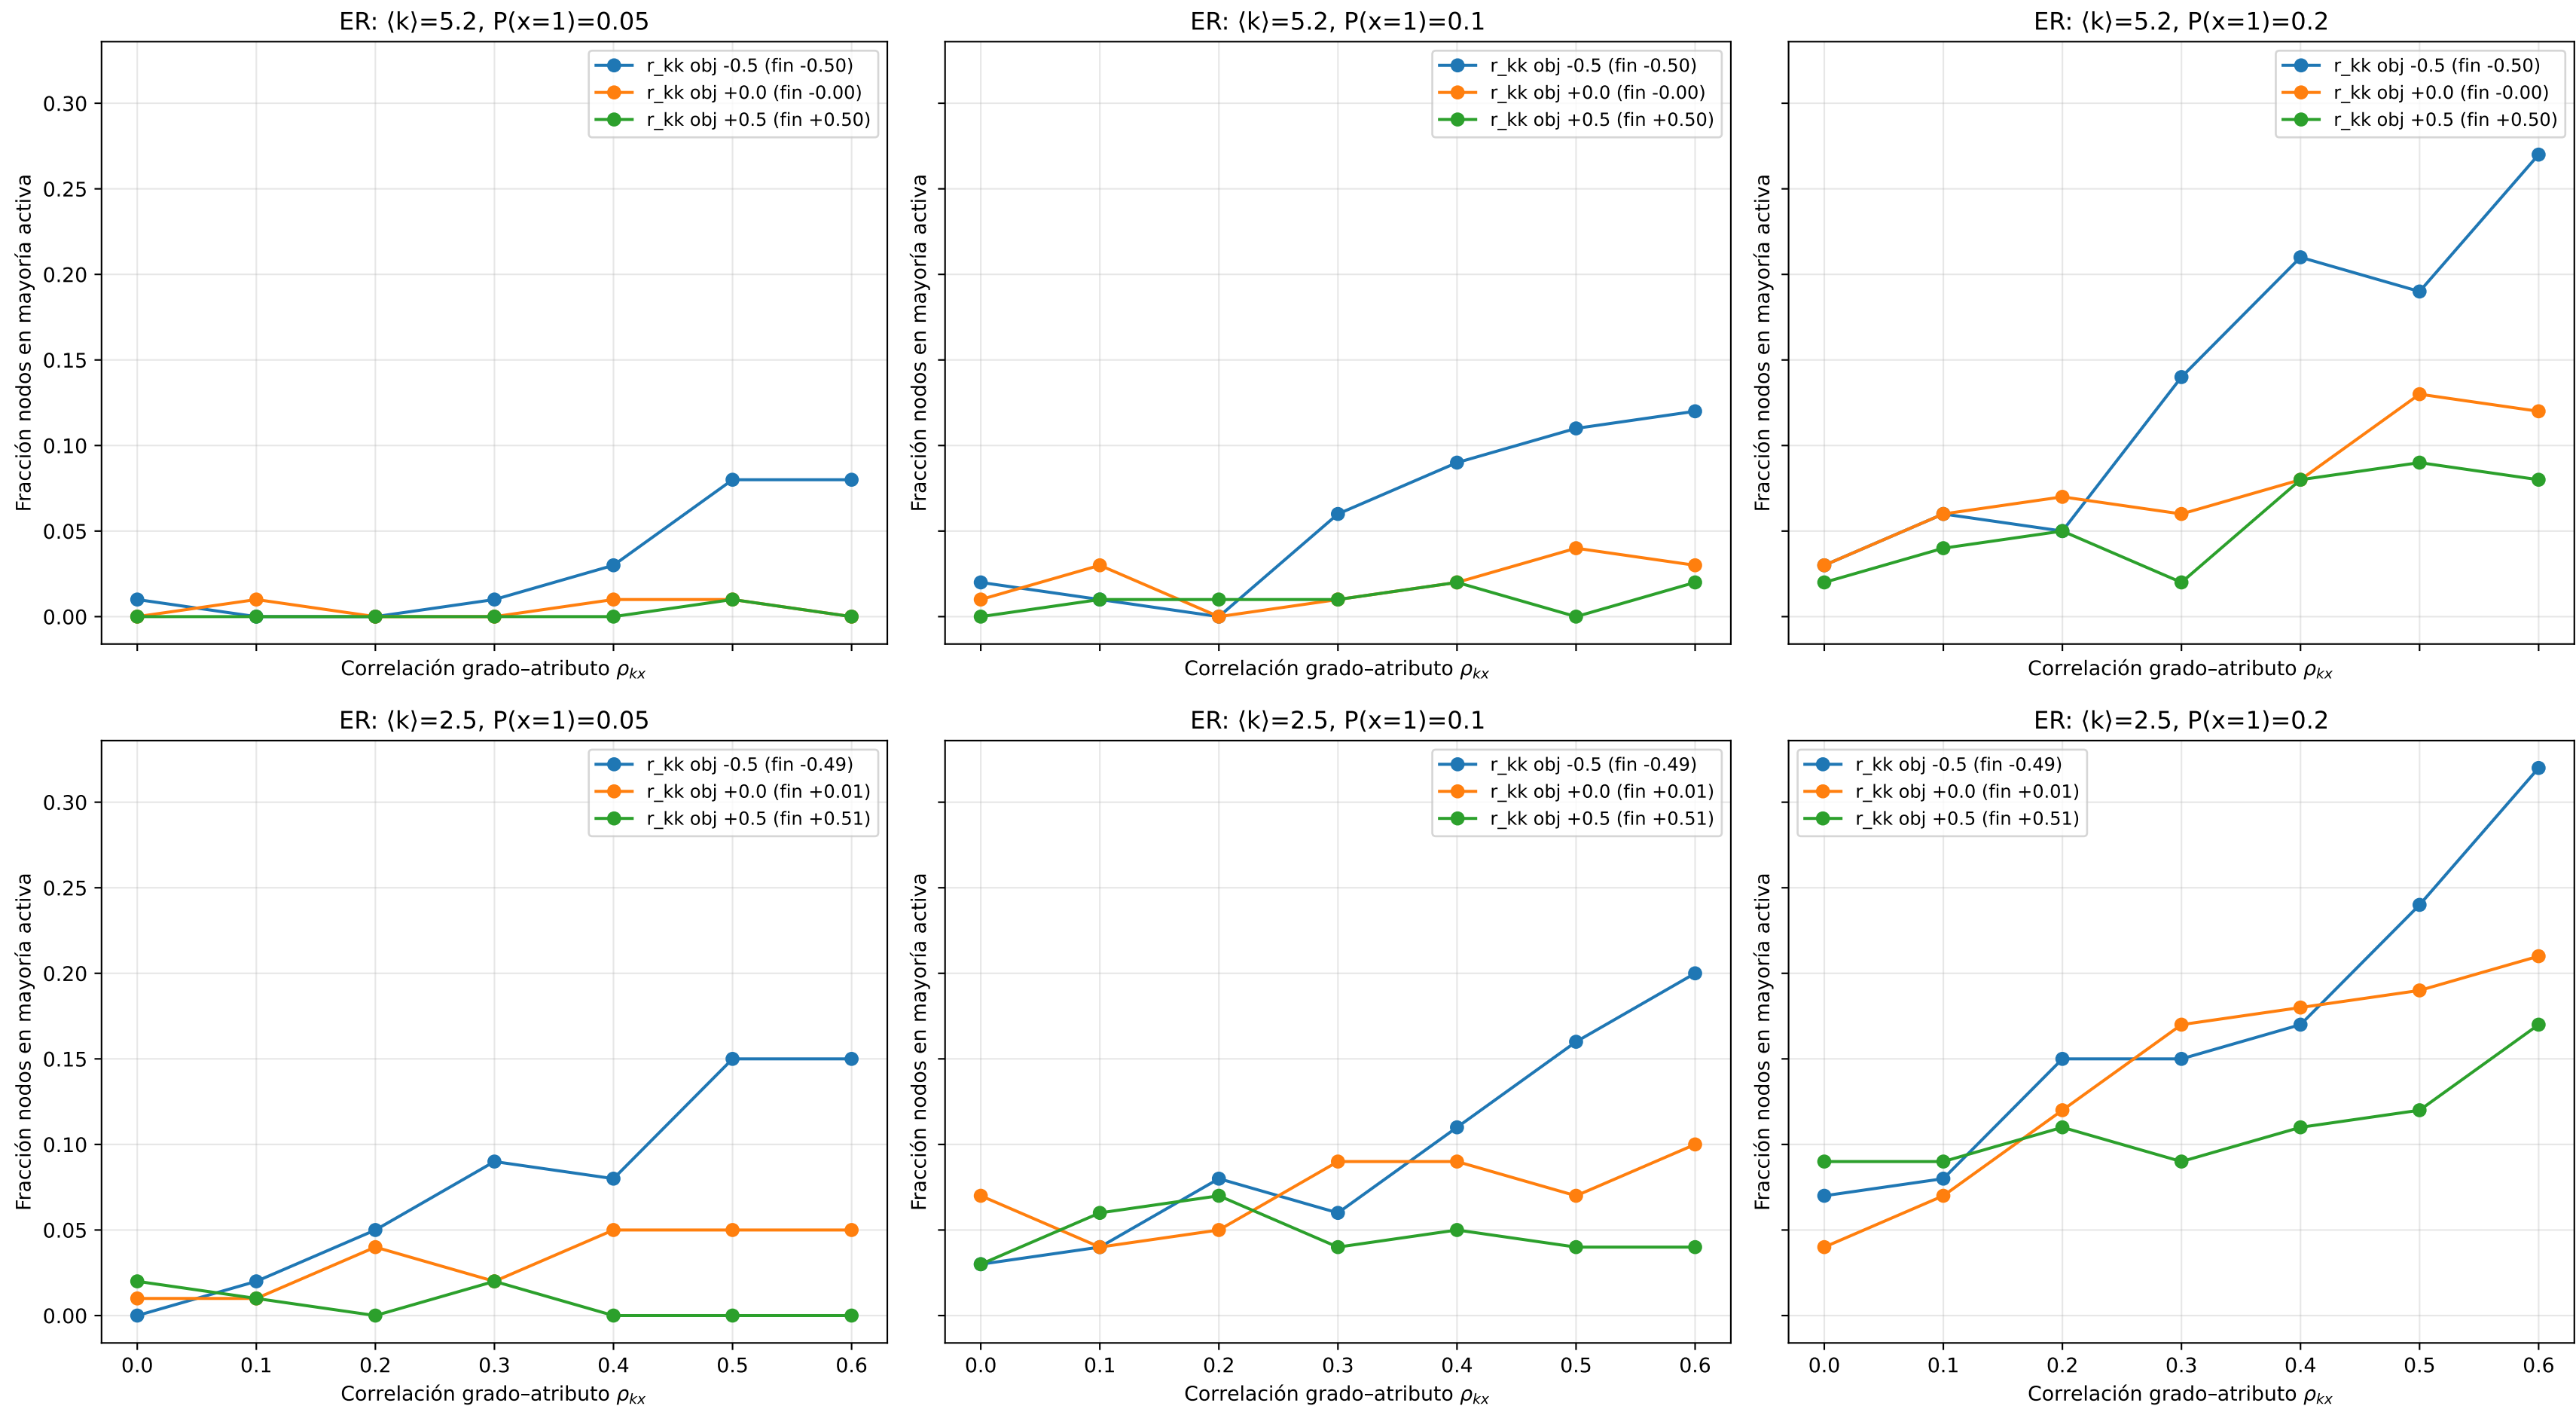 ER: ⟨k⟩=5.2, P(x=1)=0.05
r_kk obj -0.5 (fin -0.50)
r_kk obj +0.0 (fin -0.00)
r_kk obj +0.5 (fin +0.50)
Fracción nodos en mayoría activa
0.30
0.25
0.20
0.15
0.10
0.05
0.00
Correlación grado–atributo ρkx
ER: ⟨k⟩=5.2, P(x=1)=0.1
r_kk obj -0.5 (fin -0.50)
r_kk obj +0.0 (fin -0.00)
r_kk obj +0.5 (fin +0.50)
Fracción nodos en mayoría activa
Correlación grado–atributo ρkx
ER: ⟨k⟩=5.2, P(x=1)=0.2
r_kk obj -0.5 (fin -0.50)
r_kk obj +0.0 (fin -0.00)
r_kk obj +0.5 (fin +0.50)
Fracción nodos en mayoría activa
Correlación grado–atributo ρkx
ER: ⟨k⟩=2.5, P(x=1)=0.05
r_kk obj -0.5 (fin -0.49)
r_kk obj +0.0 (fin +0.01)
r_kk obj +0.5 (fin +0.51)
Fracción nodos en mayoría activa
0.30
0.25
0.20
0.15
0.10
0.05
0.00
0.0 0.1 0.2 0.3 0.4 0.5 0.6
Correlación grado–atributo ρkx
ER: ⟨k⟩=2.5, P(x=1)=0.1
r_kk obj -0.5 (fin -0.49)
r_kk obj +0.0 (fin +0.01)
r_kk obj +0.5 (fin +0.51)
Fracción nodos en mayoría activa
0.0 0.1 0.2 0.3 0.4 0.5 0.6
Correlación grado–atributo ρkx
ER: ⟨k⟩=2.5, P(x=1)=0.2
r_kk obj -0.5 (fin -0.49)
r_kk obj +0.0 (fin +0.01)
r_kk obj +0.5 (fin +0.51)
Fracción nodos en mayoría activa
0.0 0.1 0.2 0.3 0.4 0.5 0.6
Correlación grado–atributo ρkx